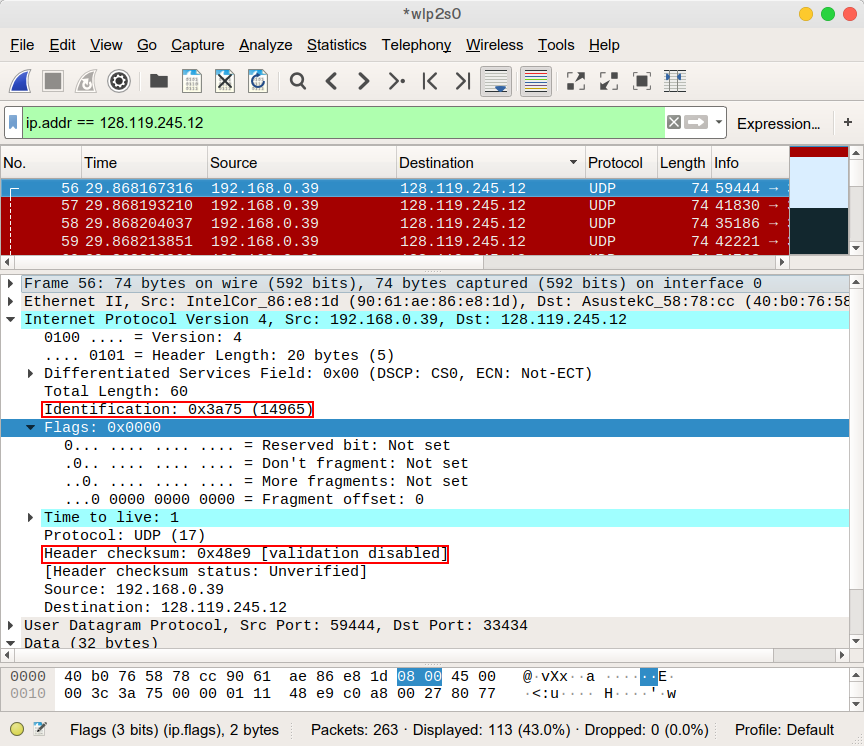 *wlp2s0
File Edit View Go Capture Analyze Statistics Telephony Wireless Tools Help
ip.addr == 128.119.245.12 Expression… +
No. Time Source Destination Protocol Length Info
56 29.868167316 192.168.0.39 128.119.245.12 UDP 74 59444 →
57 29.868193210 192.168.0.39 128.119.245.12 UDP 74 41830 →
58 29.868204037 192.168.0.39 128.119.245.12 UDP 74 35186 →
59 29.868213851 192.168.0.39 128.119.245.12 UDP 74 42221 →
Frame 56: 74 bytes on wire (592 bits), 74 bytes captured (592 bits) on interface 0
Ethernet II, Src: IntelCor_86:e8:1d (90:61:ae:86:e8:1d), Dst: AsustekC_58:78:cc (40:b0:76:58
Internet Protocol Version 4, Src: 192.168.0.39, Dst: 128.119.245.12
0100 .... = Version: 4
.... 0101 = Header Length: 20 bytes (5)
Differentiated Services Field: 0x00 (DSCP: CS0, ECN: Not-ECT)
Total Length: 60
Identification: 0x3a75 (14965)
Flags: 0x0000
0... .... .... .... = Reserved bit: Not set
.0.. .... .... .... = Don't fragment: Not set
..0. .... .... .... = More fragments: Not set
...0 0000 0000 0000 = Fragment offset: 0
Time to live: 1
Protocol: UDP (17)
Header checksum: 0x48e9 [validation disabled]
[Header checksum status: Unverified]
Source: 192.168.0.39
Destination: 128.119.245.12
User Datagram Protocol, Src Port: 59444, Dst Port: 33434
Data (32 bytes)
0000 40 b0 76 58 78 cc 90 61 ae 86 e8 1d 08 00 45 00 @·vXx··a ······E·
0010 00 3c 3a 75 00 00 01 11 48 e9 c0 a8 00 27 80 77 ·<:u···· H····'·w
Flags (3 bits) (ip.flags), 2 bytes Packets: 263 · Displayed: 113 (43.0%) · Dropped: 0 (0.0%) Profile: Default